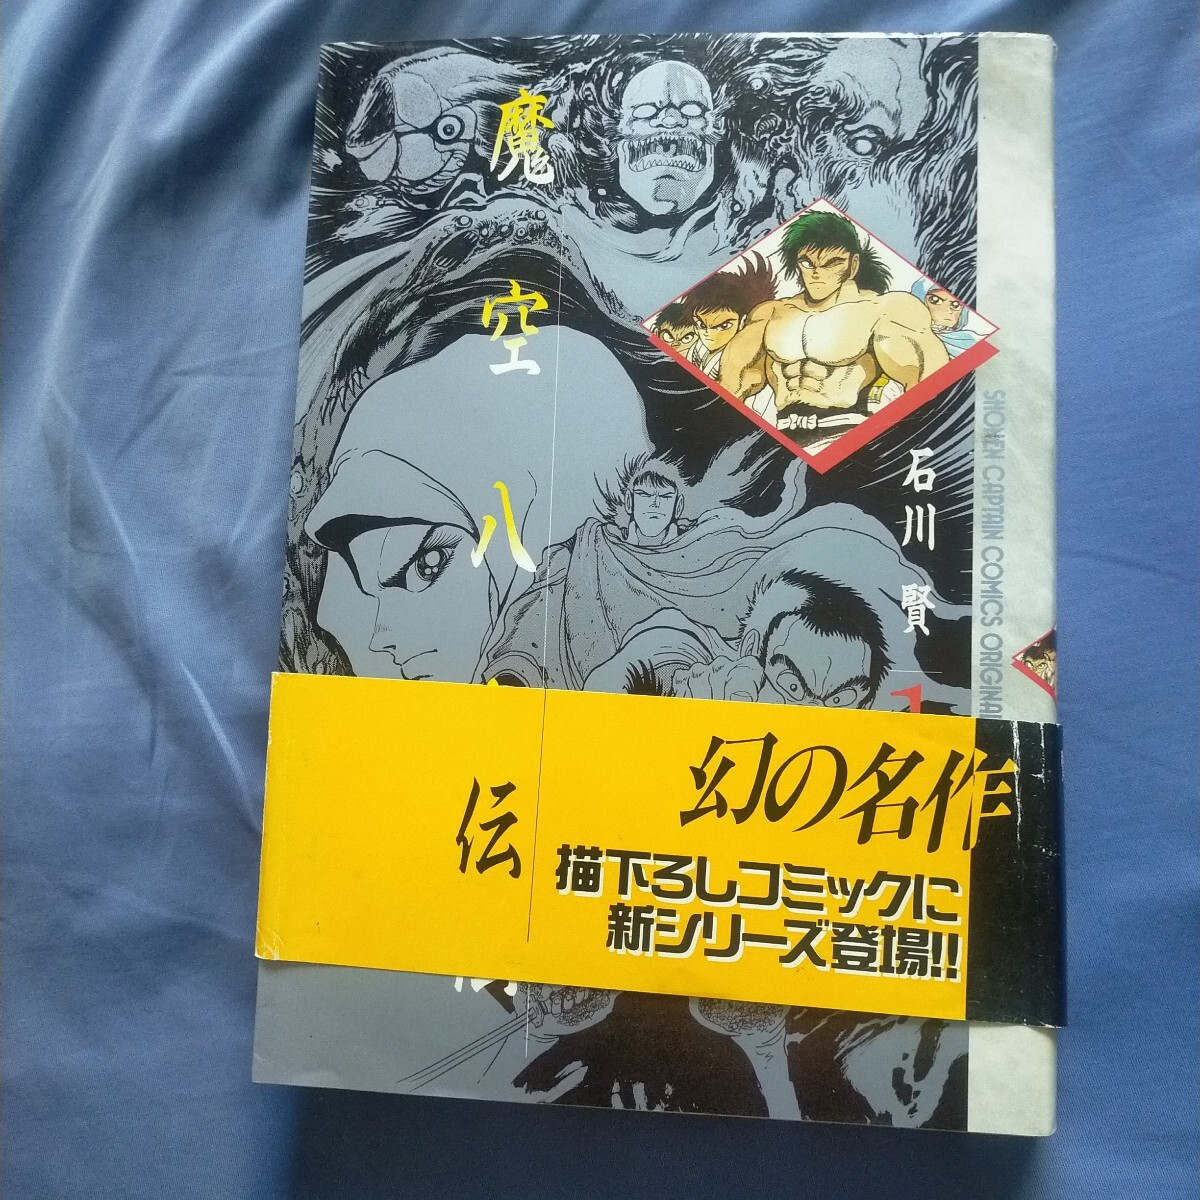 魔空八
伝
石川賢
1
SHONEN CAPTAIN COMICS ORIGINAL
幻の名作
描下ろしコミックに
新シリーズ登場!!